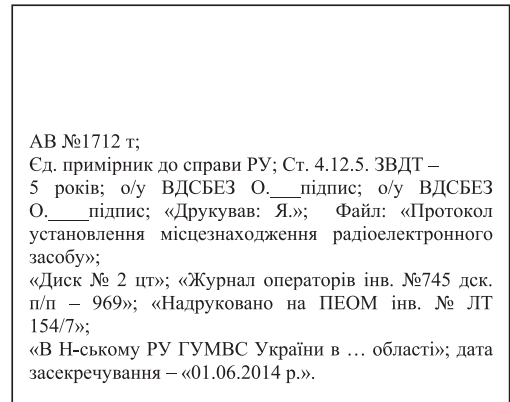 АВ №1712 т;
Єд. примірник до справи РУ; Ст. 4.12.5. ЗВДТ –
5 років; о/у ВДСБЕЗ О.___підпис; о/у ВДСБЕЗ
О.____підпис; «Друкував: Я.»; Файл: «Протокол
установлення місцезнаходження радіоелектронного
засобу»;
«Диск № 2 цт»; «Журнал операторів інв. №745 дск.
п/п – 969»; «Надруковано на ПЕОМ інв. № ЛТ
154/7»;
«В Н-ському РУ ГУМВС України в … області»; дата
засекречування – «01.06.2014 р.».